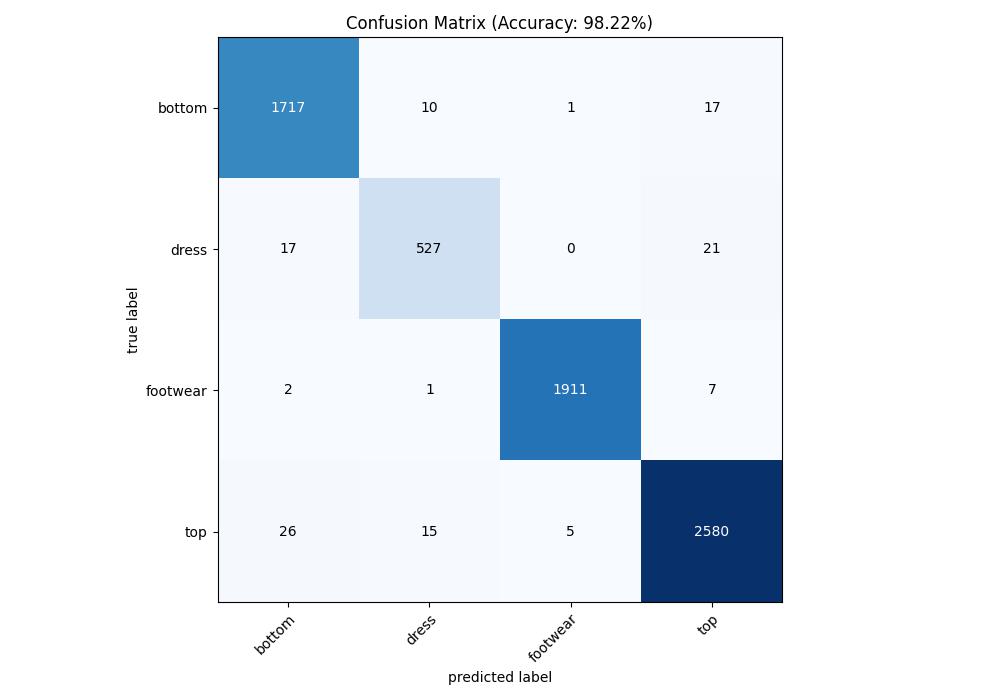 Confusion Matrix (Accuracy: 98.22%)
bottom 1717 10 1 17
dress 17 527 0 21
true label
footwear 2 1 1911 7
top 26 15 5 2580
bottom dress footwear top
predicted label